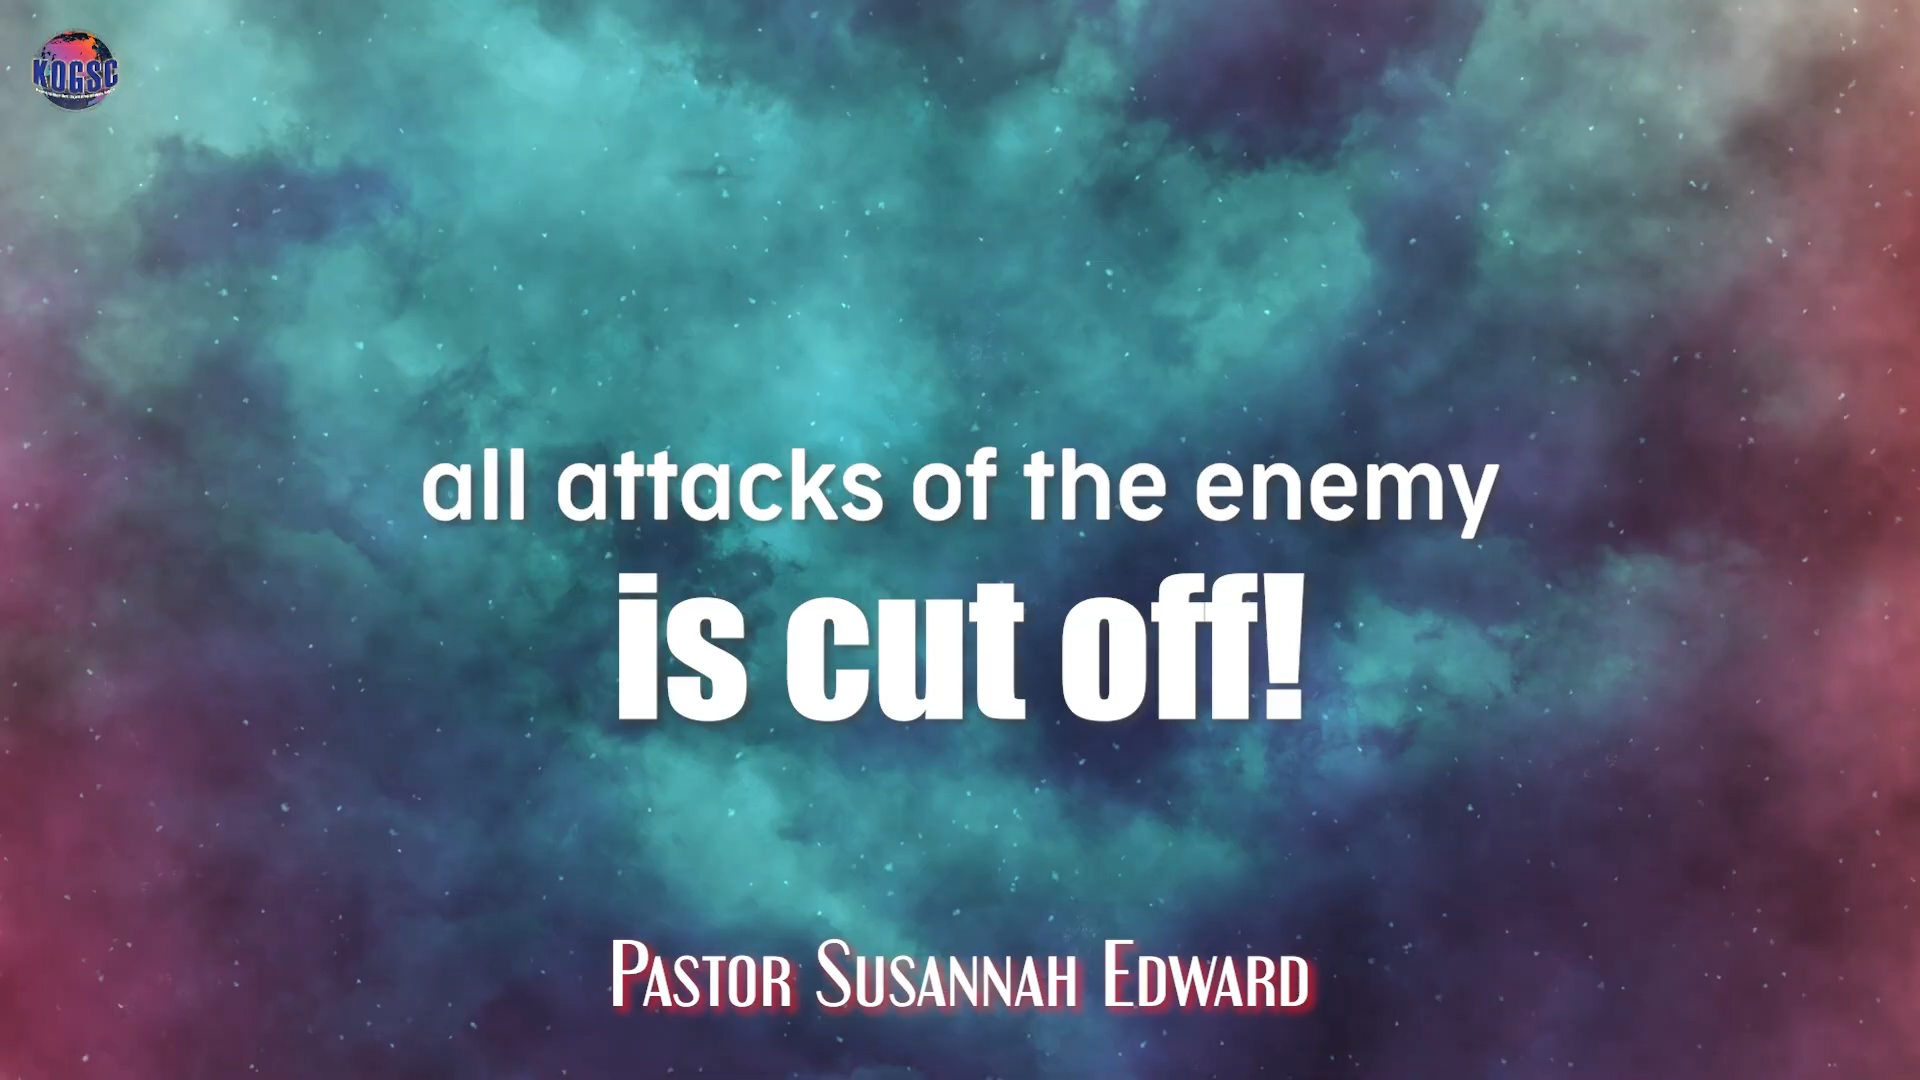 KOGSC
all attacks of the enemy
is cut off!
Pastor Susannah Edward